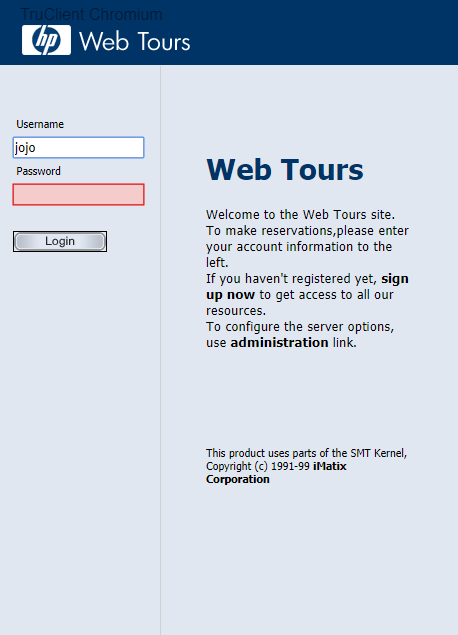 TruClient Chromium
hp Web Tours
Username
jojo
Password
Login
Web Tours
Welcome to the Web Tours site.
To make reservations,please enter
your account information to the
left.
If you haven't registered yet, sign
up now to get access to all our
resources.
To configure the server options,
use administration link.
This product uses parts of the SMT Kernel,
Copyright (c) 1991-99 iMatix
Corporation